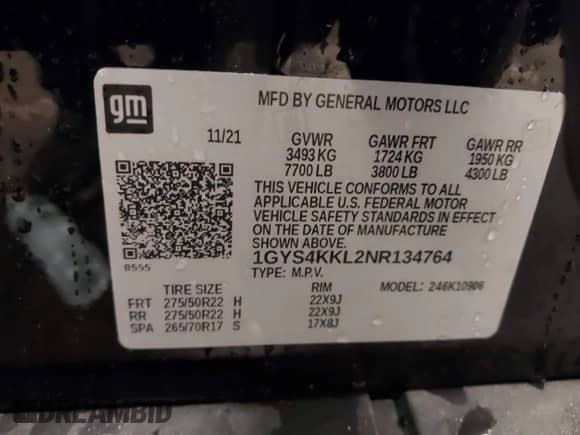 gm
MFD BY GENERAL MOTORS LLC
11/21 GVWR GAWR FRT GAWR RR
3493 KG 1724 KG 1950 KG
7700 LB 3800 LB 4300 LB
THIS VEHICLE CONFORMS TO ALL
APPLICABLE U.S. FEDERAL MOTOR
VEHICLE SAFETY STANDARDS IN EFFECT
ON THE DATE OF MANUFACTURE
SHOWN ABOVE.
8555 1GYS4KKL2NR134764
TYPE: M.P.V. MODEL: 246K10906
TIRE SIZE RIM
FRT 275/50R22 H 22X9J
RR 275/50R22 H 22X9J
SPA 265/70R17 S 17X8J
DREAMBID